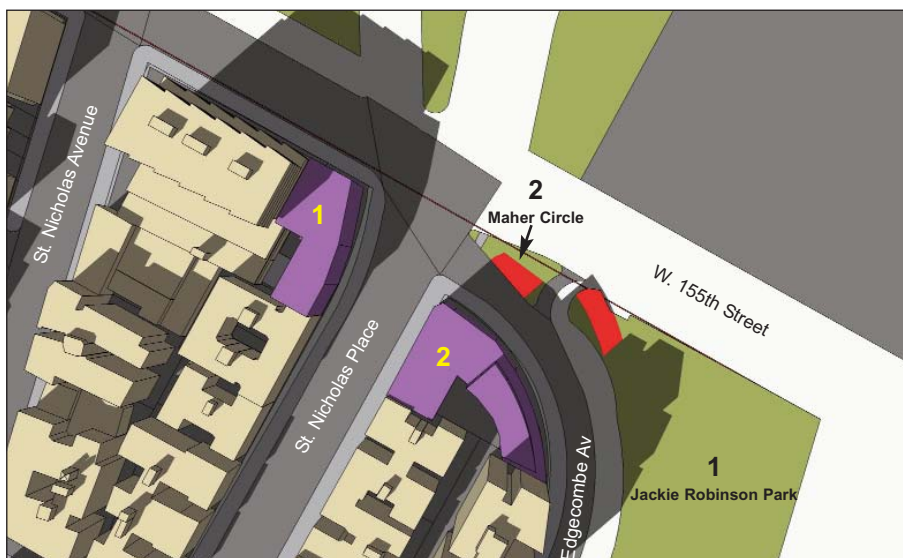 St. Nicholas Avenue
1
2
Maher Circle
W. 155th Street
St. Nicholas Place
2
1
Jackie Robinson Park
Edgecombe Av